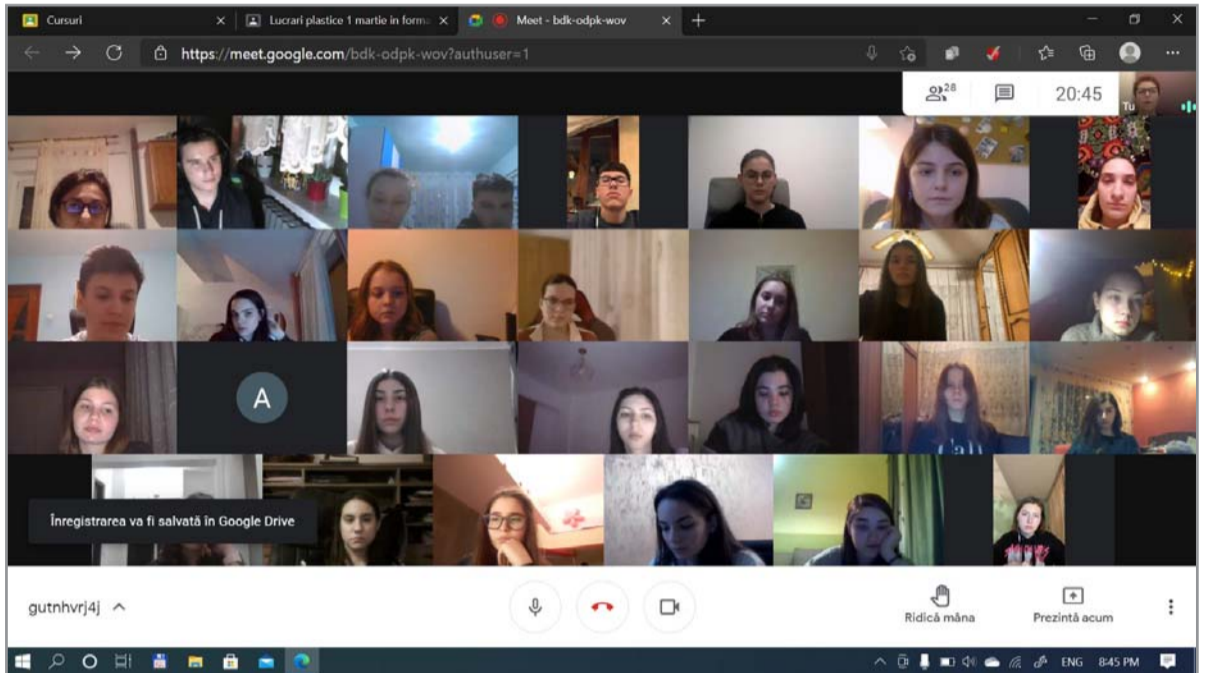 Cursuri
Lucrari plastice 1 martie in form
Meet - bdk-odpk-wov
https://meet.google.com/bdk-odpk-wov?authuser=1
28
20:45
Tu
A
Înregistrarea va fi salvată în Google Drive
gutnhvrj4j
Ridică mâna
Prezintă acum
ENG
8:45 PM